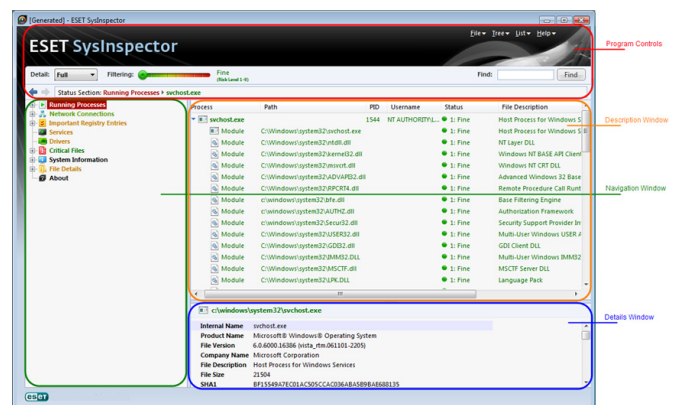 [Generated] - ESET SysInspector
ESET SysInspector
File Tree List Help
Program Controls
Detail: Full Filtering: Fine (Risk Level 1-9) Find: Find
Status Section: Running Processes svchost.exe
Running Processes
Network Connections
Important Registry Entries
Services
Drivers
Critical Files
System Information
File Details
About
Process Path PID Username Status File Description
svchost.exe 1544 NT AUTHORITY\L... 1: Fine Host Process for Windows S
Module C:\Windows\system32\svchost.exe 1: Fine Host Process for Windows S
Module C:\Windows\system32\ntdll.dll 1: Fine NT Layer DLL
Module C:\Windows\system32\kernel32.dll 1: Fine Windows NT BASE API Client
Module C:\Windows\system32\msvcrt.dll 1: Fine Windows NT CRT DLL
Module C:\Windows\system32\ADVAPI32.dll 1: Fine Advanced Windows 32 Base
Module C:\Windows\system32\RPCRT4.dll 1: Fine Remote Procedure Call Runt
Module c:\windows\system32\bfe.dll 1: Fine Base Filtering Engine
Module c:\windows\system32\AUTHZ.dll 1: Fine Authorization Framework
Module c:\windows\system32\Secur32.dll 1: Fine Security Support Provider In
Module C:\Windows\system32\USER32.dll 1: Fine Multi-User Windows USER A
Module C:\Windows\system32\GDI32.dll 1: Fine GDI Client DLL
Module C:\Windows\system32\IMM32.DLL 1: Fine Multi-User Windows IMM32
Module C:\Windows\system32\MSCTF.dll 1: Fine MSCTF Server DLL
Module C:\Windows\system32\LPK.DLL 1: Fine Language Pack
Description Window
Navigation Window
c:\windows\system32\svchost.exe
Details Window
Internal Name svchost.exe
Product Name Microsoft® Windows® Operating System
File Version 6.0.6000.16386 (vista_rtm.061101-2205)
Company Name Microsoft Corporation
File Description Host Process for Windows Services
File Size 21504
SHA1
eset